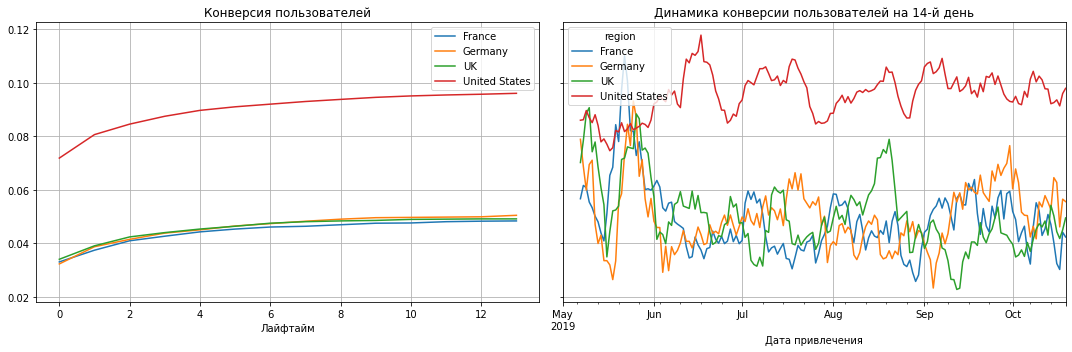 Конверсия пользователей
France
Germany
UK
United States
0.12
0.10
0.08
0.06
0.04
0.02
0 2 4 6 8 10 12
Лайфтайм
Динамика конверсии пользователей на 14-й день
region
France
Germany
UK
United States
May Jun Jul Aug Sep Oct
2019
Дата привлечения